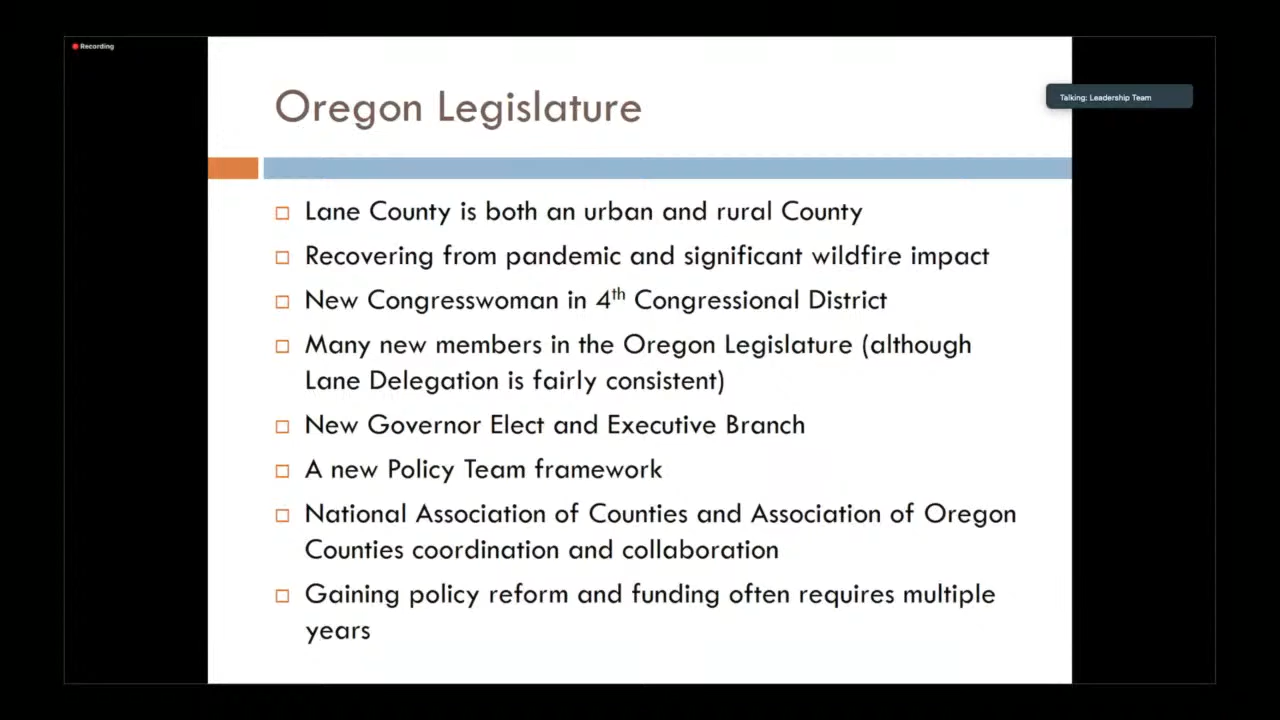 Recording
Oregon Legislature
Talking: Leadership Team
Lane County is both an urban and rural County
Recovering from pandemic and significant wildfire impact
New Congresswoman in 4th Congressional District
Many new members in the Oregon Legislature (although
Lane Delegation is fairly consistent)
New Governor Elect and Executive Branch
A new Policy Team framework
National Association of Counties and Association of Oregon
Counties coordination and collaboration
Gaining policy reform and funding often requires multiple
years